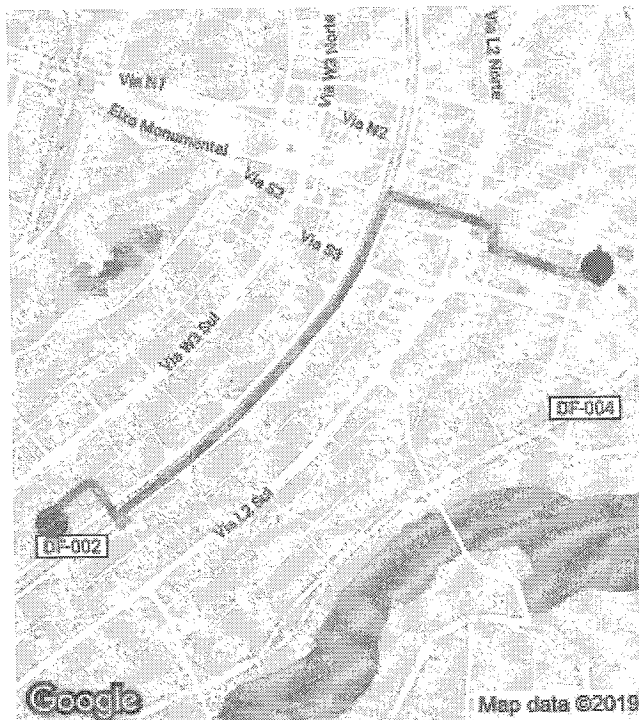 Via W3 Norte
Via L2 Norte
Via N1
Eixo Monumental
Via N2
Via S2
Via S3
Via W3 Sul
DF-004
Via L2 Sul
DF-002
Google
Map data ©2019